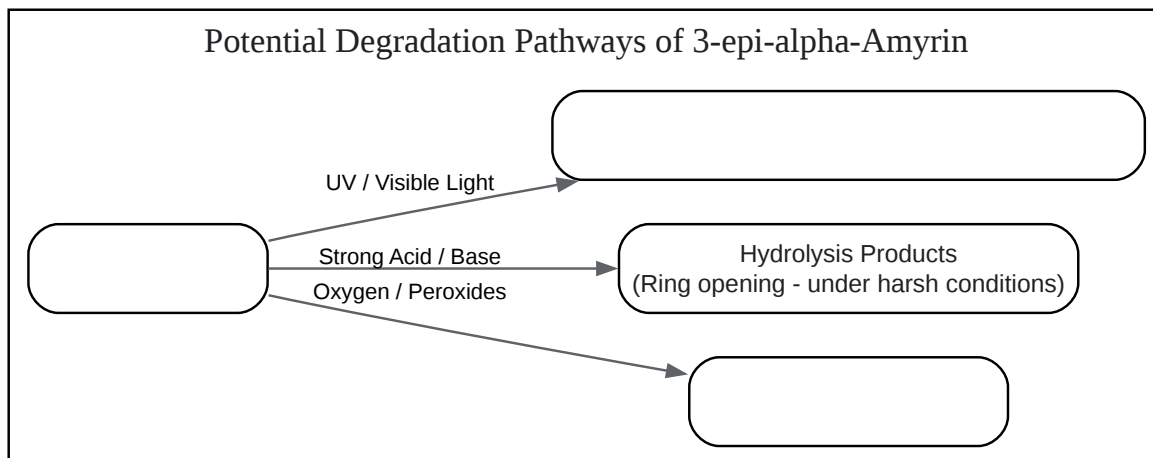 Potential Degradation Pathways of 3-epi-alpha-Amyrin
UV / Visible Light
Strong Acid / Base
Oxygen / Peroxides
Hydrolysis Products
(Ring opening - under harsh conditions)